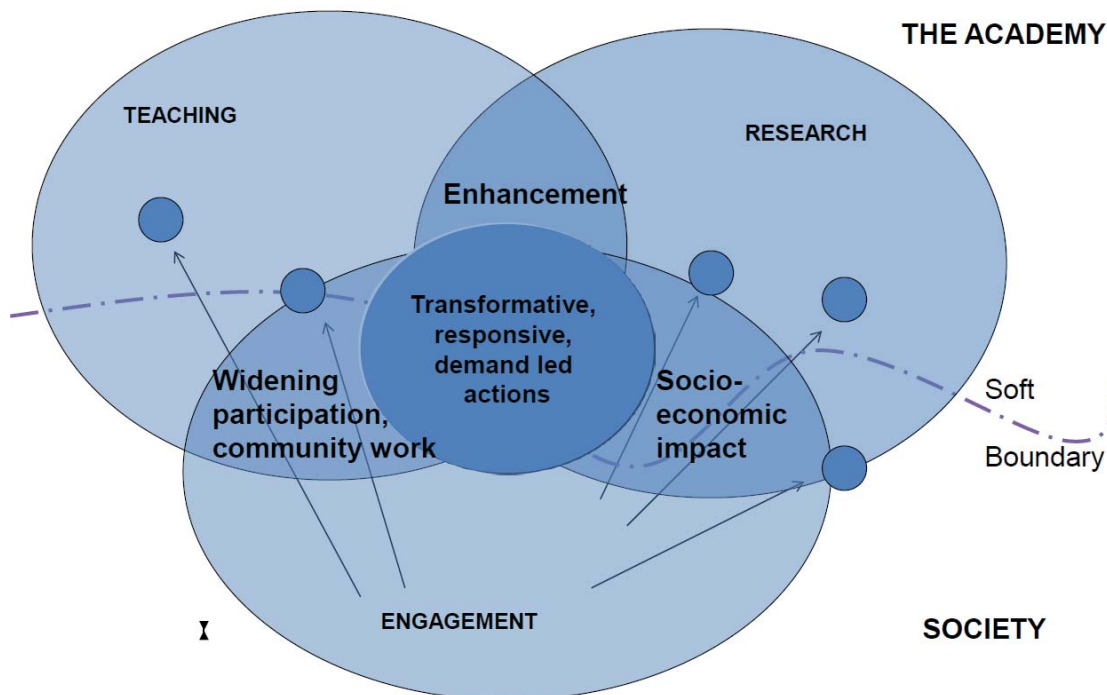 THE ACADEMY
TEACHING
RESEARCH
Enhancement
Transformative,
responsive,
demand led
actions
Widening
participation,
community work
Socio-
economic
impact
Soft
Boundary
ENGAGEMENT
SOCIETY